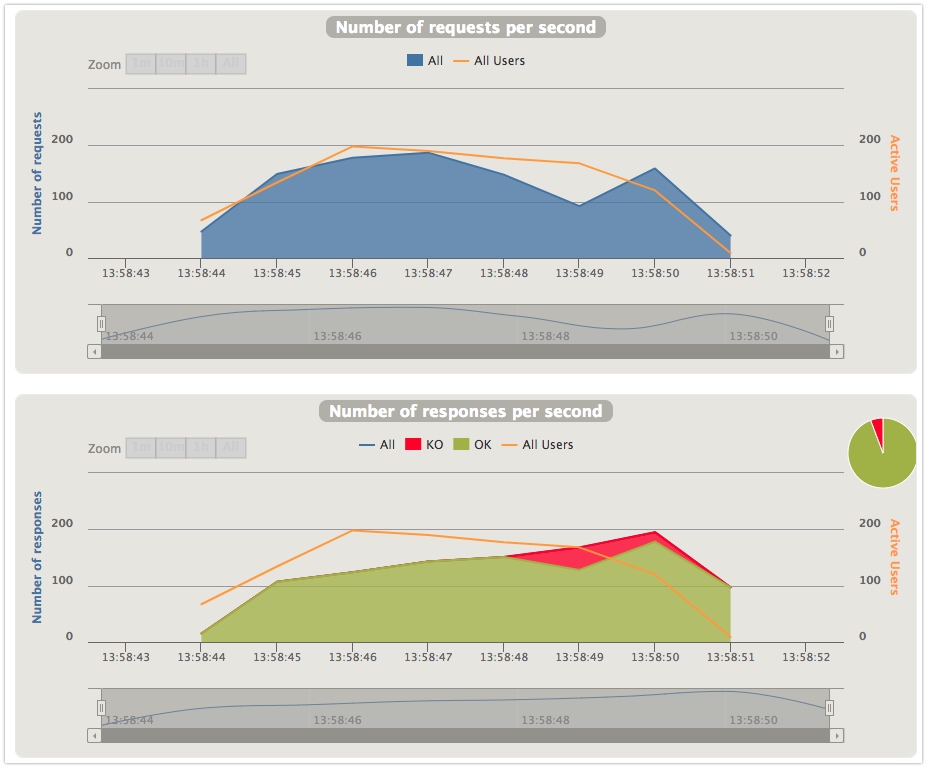 Number of requests per second
Zoom 1m 10m 1h All
All All Users
Number of requests
200
100
0
200
100
0
Active Users
13:58:43 13:58:44 13:58:45 13:58:46 13:58:47 13:58:48 13:58:49 13:58:50 13:58:51 13:58:52
13:58:44 13:58:46 13:58:48 13:58:50
Number of responses per second
Zoom 1m 10m 1h All
All KO OK All Users
Number of responses
200
100
0
200
100
0
Active Users
13:58:43 13:58:44 13:58:45 13:58:46 13:58:47 13:58:48 13:58:49 13:58:50 13:58:51 13:58:52
13:58:44 13:58:46 13:58:48 13:58:50